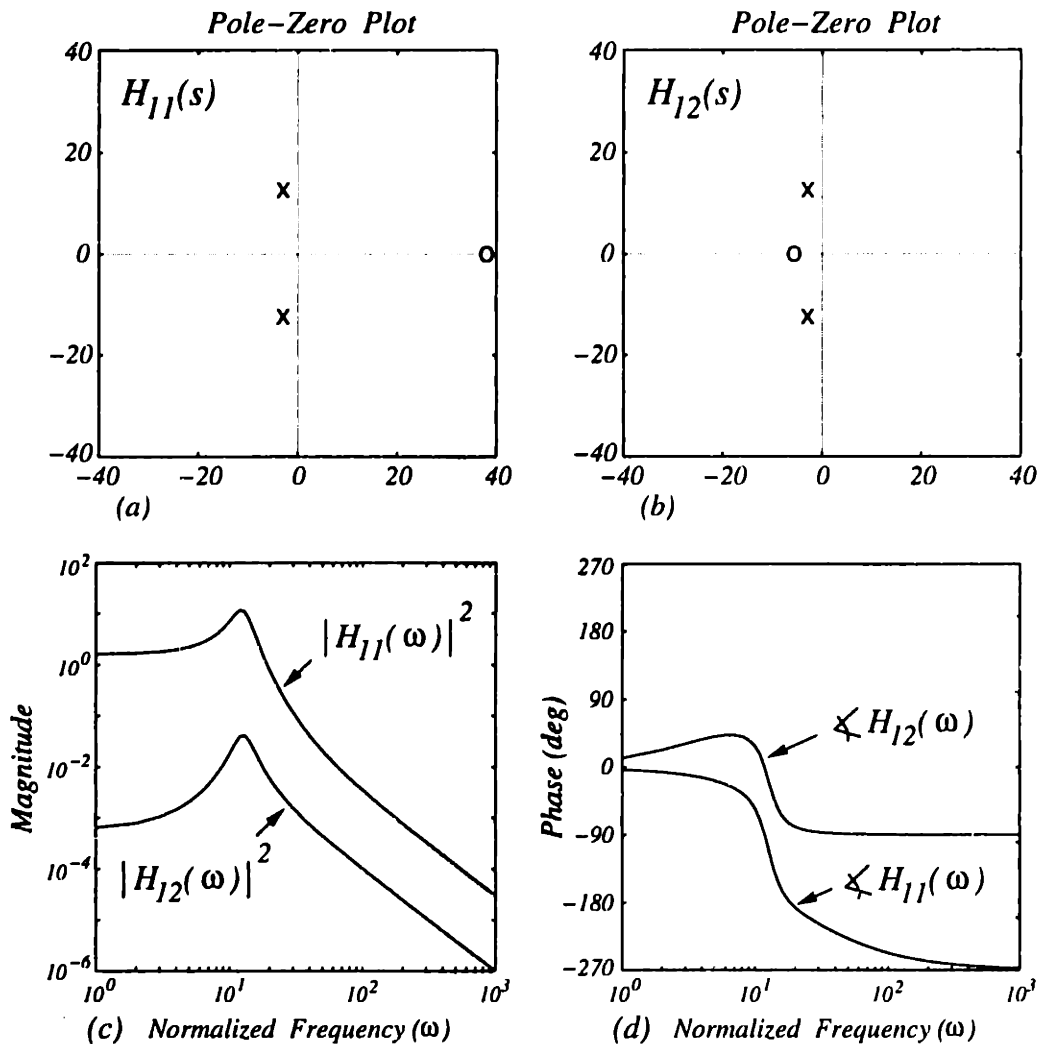 Pole-Zero Plot
Pole-Zero Plot
H11(s)
40
20
0
-20
-40
-40 -20 0 20 40
(a)
H12(s)
40
20
0
-20
-40
-40 -20 0 20 40
(b)
Magnitude
10^2
10^0
10^-2
10^-4
10^-6
|H11(ω)|^2
|H12(ω)|^2
10^0 10^1 10^2 10^3
(c) Normalized Frequency (ω)
Phase (deg)
270
180
90
0
-90
-180
-270
∡ H12(ω)
∡ H11(ω)
10^0 10^1 10^2 10^3
(d) Normalized Frequency (ω)